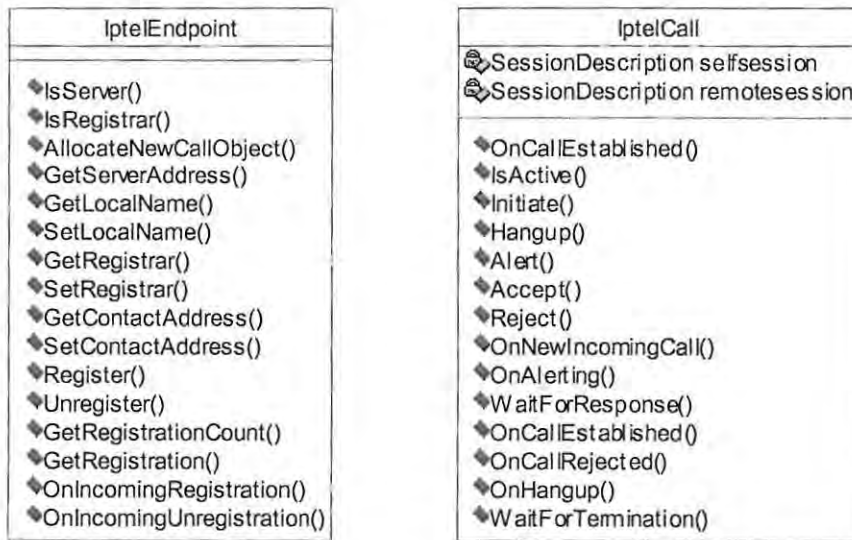 IptelEndpoint
IsServer()
IsRegistrar()
AllocateNewCallObject()
GetServerAddress()
GetLocalName()
SetLocalName()
GetRegistrar()
SetRegistrar()
GetContactAddress()
SetContactAddress()
Register()
Unregister()
GetRegistrationCount()
GetRegistration()
OnIncomingRegistration()
OnIncomingUnregistration()
IptelCall
SessionDescription selfsession
SessionDescription remotesession
OnCallEstablished()
IsActive()
Initiate()
Hangup()
Alert()
Accept()
Reject()
OnNewIncomingCall()
OnAlerting()
WaitForResponse()
OnCallEstablished()
OnCallRejected()
OnHangup()
WaitForTermination()